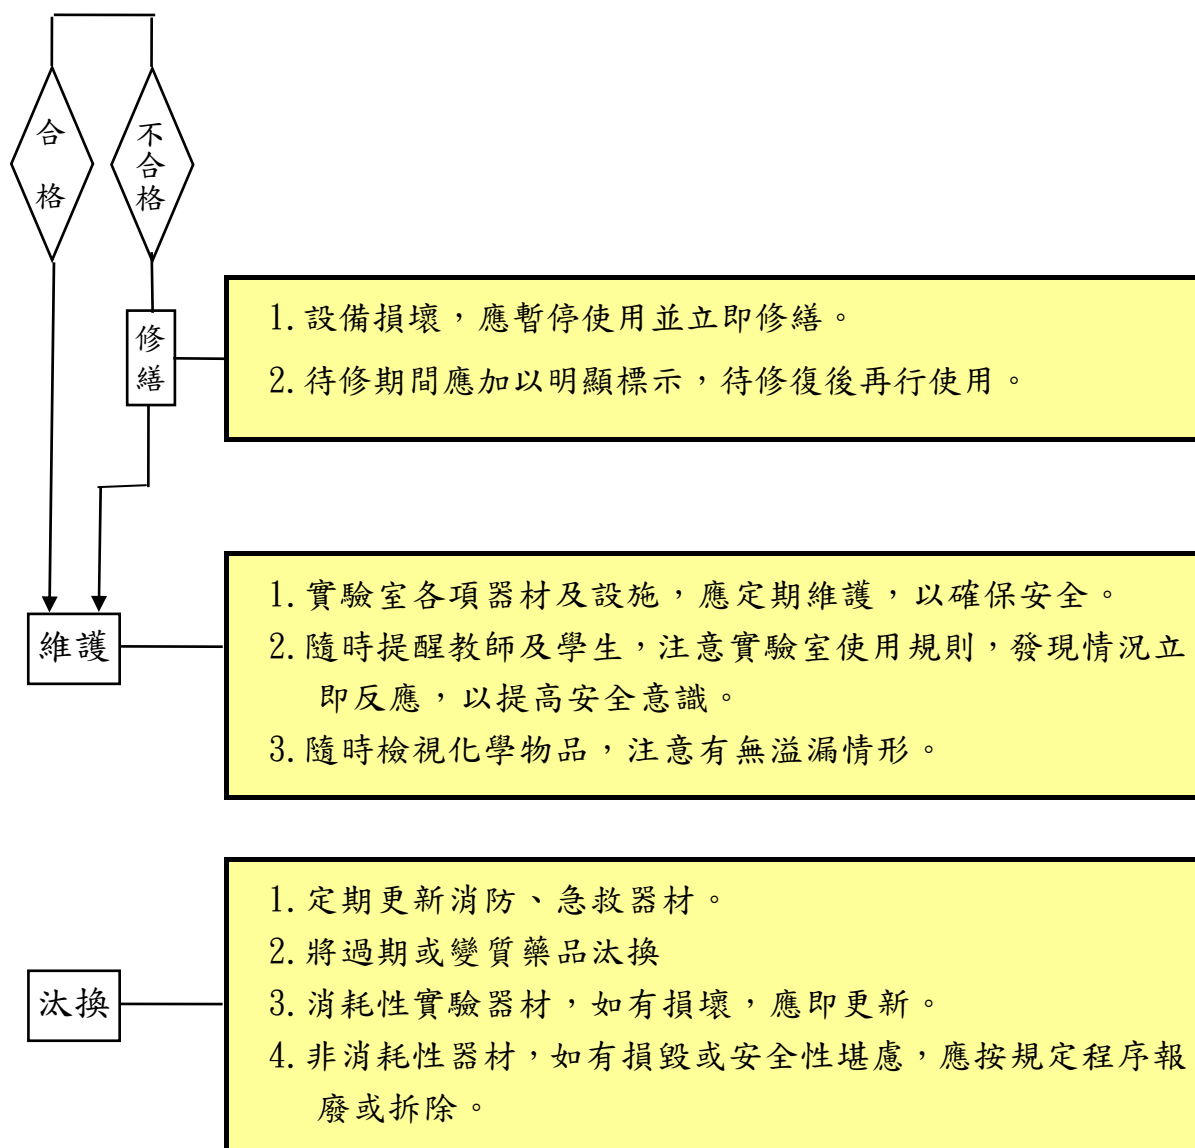 合格
不合格
修繕
1. 設備損壞，應暫停使用並立即修繕。
2. 待修期間應加以明顯標示，待修復後再行使用。
維護
1. 實驗室各項器材及設施，應定期維護，以確保安全。
2. 隨時提醒教師及學生，注意實驗室使用規則，發現情況立
即反應，以提高安全意識。
3. 隨時檢視化學物品，注意有無溢漏情形。
汰換
1. 定期更新消防、急救器材。
2. 將過期或變質藥品汰換
3. 消耗性實驗器材，如有損壞，應即更新。
4. 非消耗性器材，如有損毀或安全性堪慮，應按規定程序報
廢或拆除。